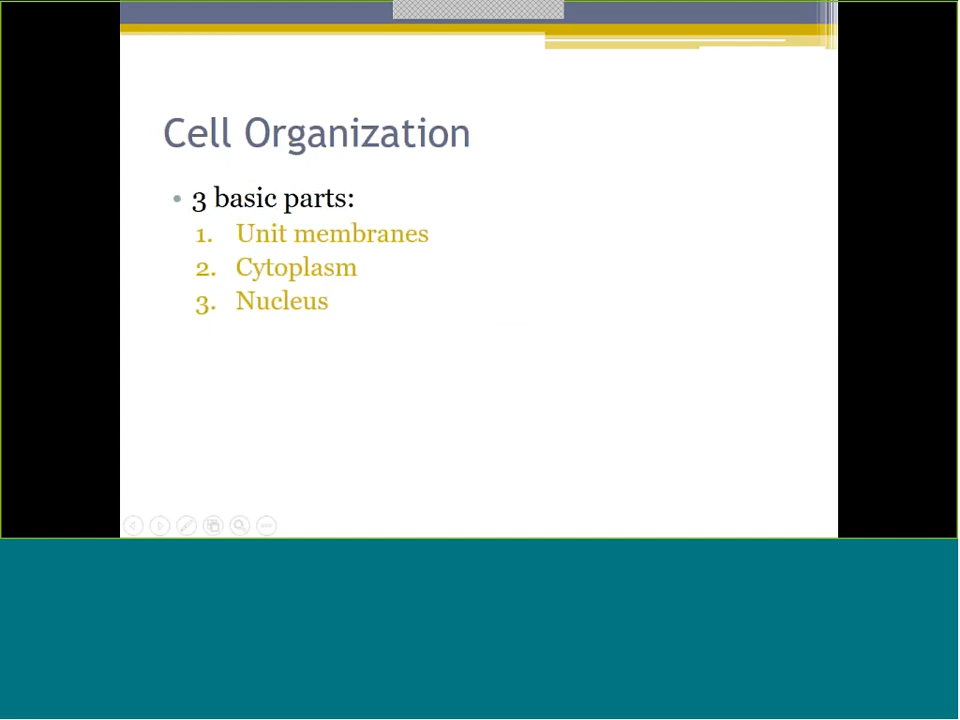 Cell Organization
• 3 basic parts:
1. Unit membranes
2. Cytoplasm
3. Nucleus